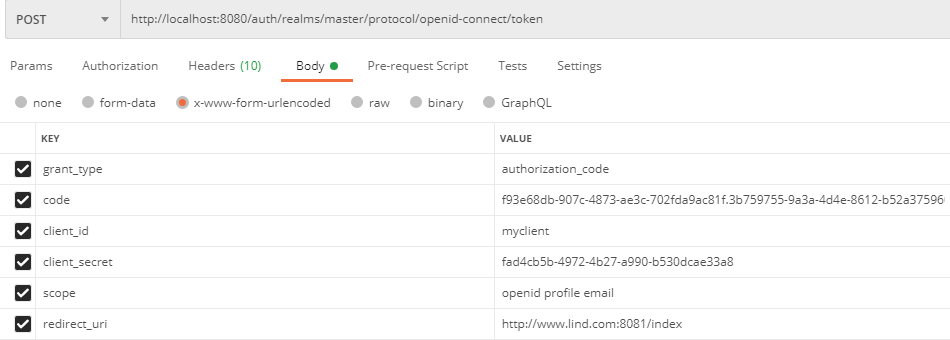 POST http://localhost:8080/auth/realms/master/protocol/openid-connect/token
Params Authorization Headers (10) Body Pre-request Script Tests Settings
none form-data x-www-form-urlencoded raw binary GraphQL
KEY VALUE
grant_type authorization_code
code f93e68db-907c-4873-ae3c-702fda9ac81f.3b759755-9a3a-4d4e-8612-b52a375960
client_id myclient
client_secret fad4cb5b-4972-4b27-a990-b530dcae33a8
scope openid profile email
redirect_uri http://www.lind.com:8081/index